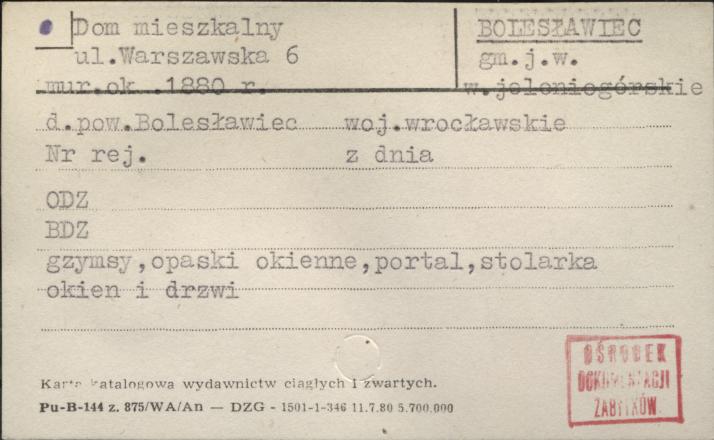 Dom mieszkalny
ul.Warszawska 6
mur.ok. 1880 r.
BOLESŁAWIEC
gm.j.w.
w.jeleniogórskie
d.pow.Bolesławiec woj.wrocławskie
Nr rej. z dnia
ODZ
BDZ
gzymsy,opaski okienne,portal,stolarka
okien i drzwi
Karta katalogowa wydawnictw ciągłych i zwartych.
Pu-B-144 z. 875/WA/An — DZG - 1501-1-346 11.7.80 5.700.000
OŚRODEK
DOKUMENTACJI
ZABYTKÓW